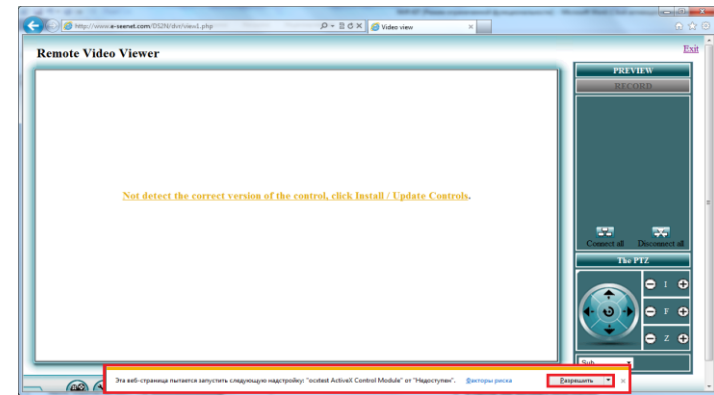 http://www.e-seenet.com/DS2N/dvr/view1.php
Video view
Remote Video Viewer
Exit
PREVIEW
RECORD
Not detect the correct version of the control, click Install / Update Controls.
Connect all Disconnect all
The PTZ
I
F
Z
Sub
Эта веб-страница пытается запустить следующую надстройку: "ocxtest ActiveX Control Module" от "Недоступен". Факторы риска Разрешить